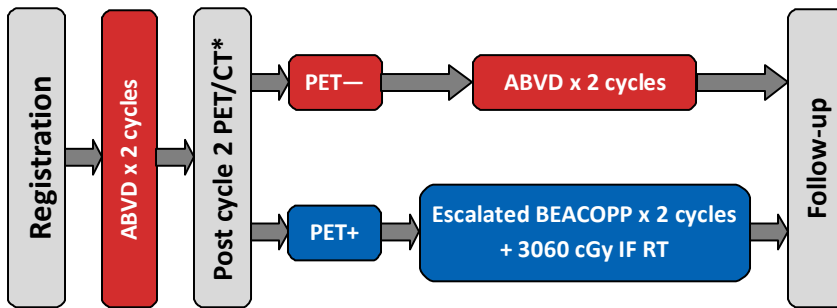 Registration
ABVD x 2 cycles
Post cycle 2 PET/CT*
PET—
ABVD x 2 cycles
PET+
Escalated BEACOPP x 2 cycles
+ 3060 cGy IF RT
Follow-up